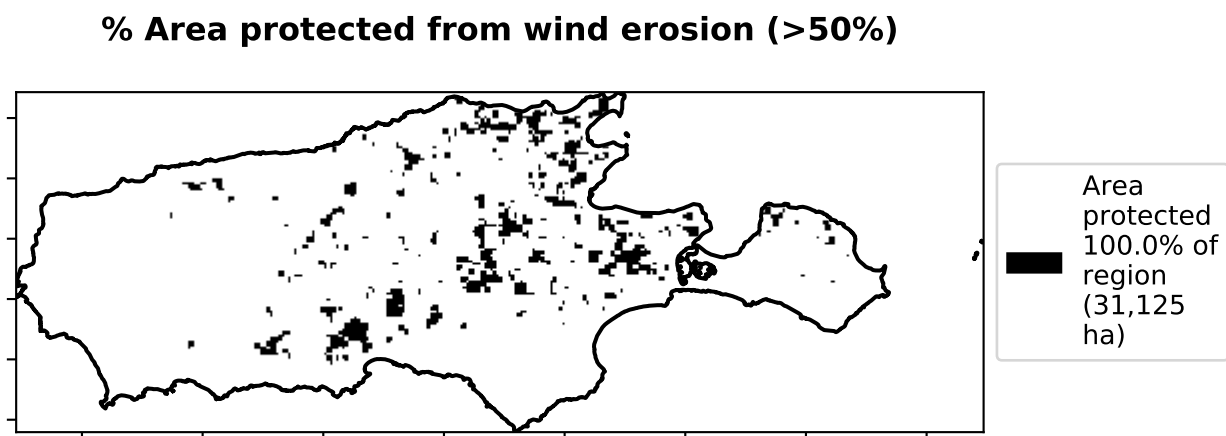 % Area protected from wind erosion (>50%)
Area
protected
100.0% of
region
(31,125
ha)